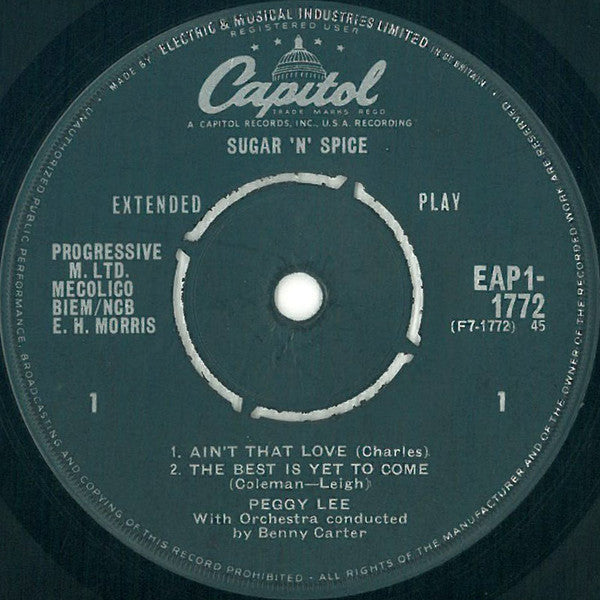 MADE BY ELECTRIC & MUSICAL INDUSTRIES LIMITED IN GT. BRITAIN
REGISTERED USER
Capitol
TRADE MARKS REGD
A CAPITOL RECORDS, INC., U.S.A. RECORDING
SUGAR 'N' SPICE
EXTENDED PLAY
PROGRESSIVE
M. LTD.
MECOLICO
BIEM/NCB
E. H. MORRIS
EAP1-
1772
(F7-1772) 45
1
1
1. AIN'T THAT LOVE (Charles)
2. THE BEST IS YET TO COME
(Coleman—Leigh)
PEGGY LEE
With Orchestra conducted
by Benny Carter
UNAUTHORIZED PUBLIC PERFORMANCE, BROADCASTING AND COPYING OF THIS RECORD PROHIBITED - ALL RIGHTS OF THE MANUFACTURER AND OF THE OWNER OF THE RECORDED WORK ARE RESERVED